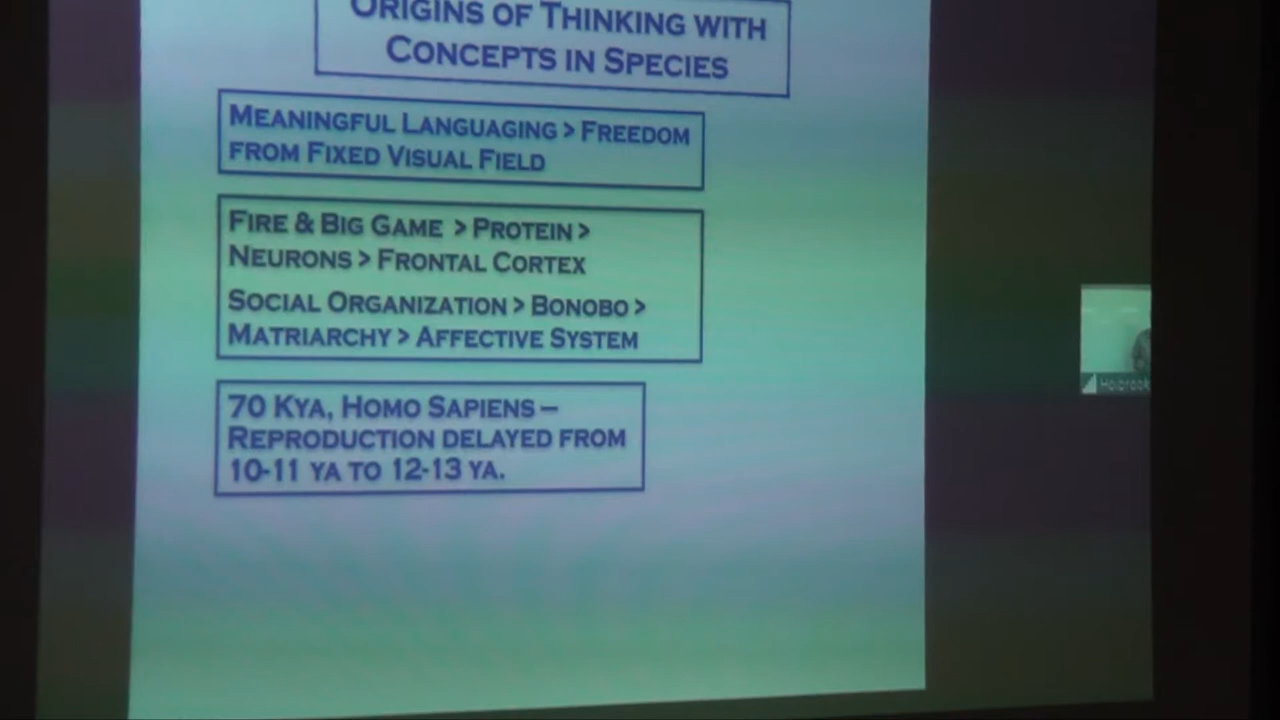 ORIGINS OF THINKING WITH
CONCEPTS IN SPECIES
MEANINGFUL LANGUAGING > FREEDOM
FROM FIXED VISUAL FIELD
FIRE & BIG GAME > PROTEIN >
NEURONS > FRONTAL CORTEX
SOCIAL ORGANIZATION > BONOBO >
MATRIARCHY > AFFECTIVE SYSTEM
70 KYA, HOMO SAPIENS –
REPRODUCTION DELAYED FROM
10-11 YA TO 12-13 YA.
Holbrook